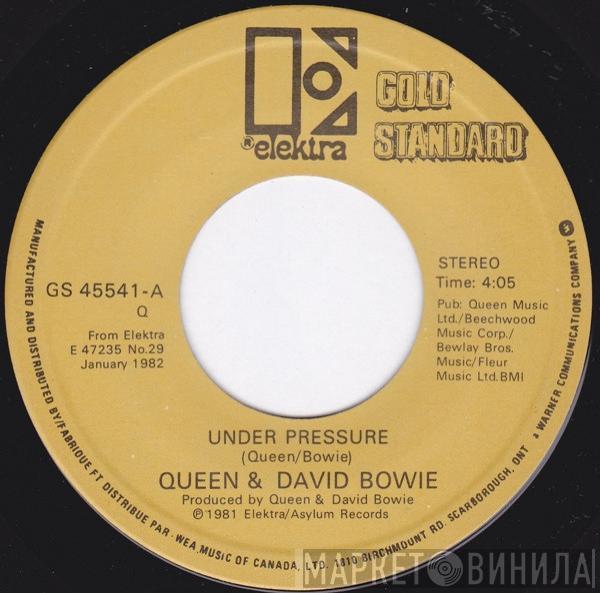 ® elektra
GOLD
STANDARD
GS 45541-A
Q
From Elektra
E 47235 No.29
January 1982
STEREO
Time: 4:05
Pub: Queen Music
Ltd./Beechwood
Music Corp./
Bewlay Bros.
Music/Fleur
Music Ltd.BMI
UNDER PRESSURE
(Queen/Bowie)
QUEEN & DAVID BOWIE
Produced by Queen & David Bowie
℗1981 Elektra/Asylum Records
MANUFACTURED AND DISTRIBUTED BY/FABRIQUE FT DISTRIBUE PAR · WEA MUSIC OF CANADA, LTD. 1810 BIRCHMOUNT RD. SCARBOROUGH, ONT a WARNER COMMUNICATIONS COMPANY
МАРКЕТ ВИНИЛА